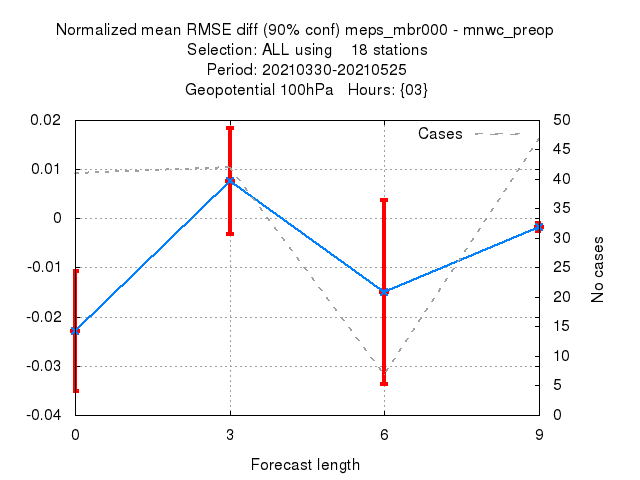 Normalized mean RMSE diff (90% conf) meps_mbr000 - mnwc_preop
Selection: ALL using    18 stations
Period: 20210330-20210525
Geopotential 100hPa   Hours: {03}
0.02
0.01
0
-0.01
-0.02
-0.03
-0.04
Cases
50
45
40
35
30
25
20
15
10
5
0
No cases
0 3 6 9
Forecast length